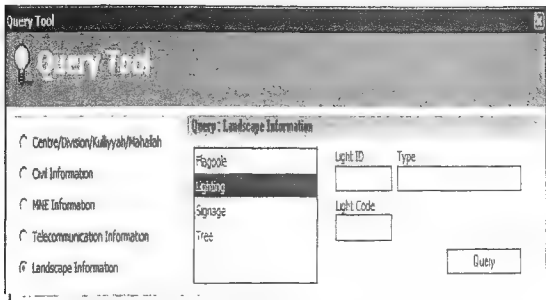 Query Tool
Query Tool
Centre/Division/Kulliyyah/Mahallah
Civil Information
M&E Information
Telecommunication Information
Landscape Information
Query : Landscape Information
Flagpole
Lighting
Signage
Tree
Light ID
Type
Light Code
Query